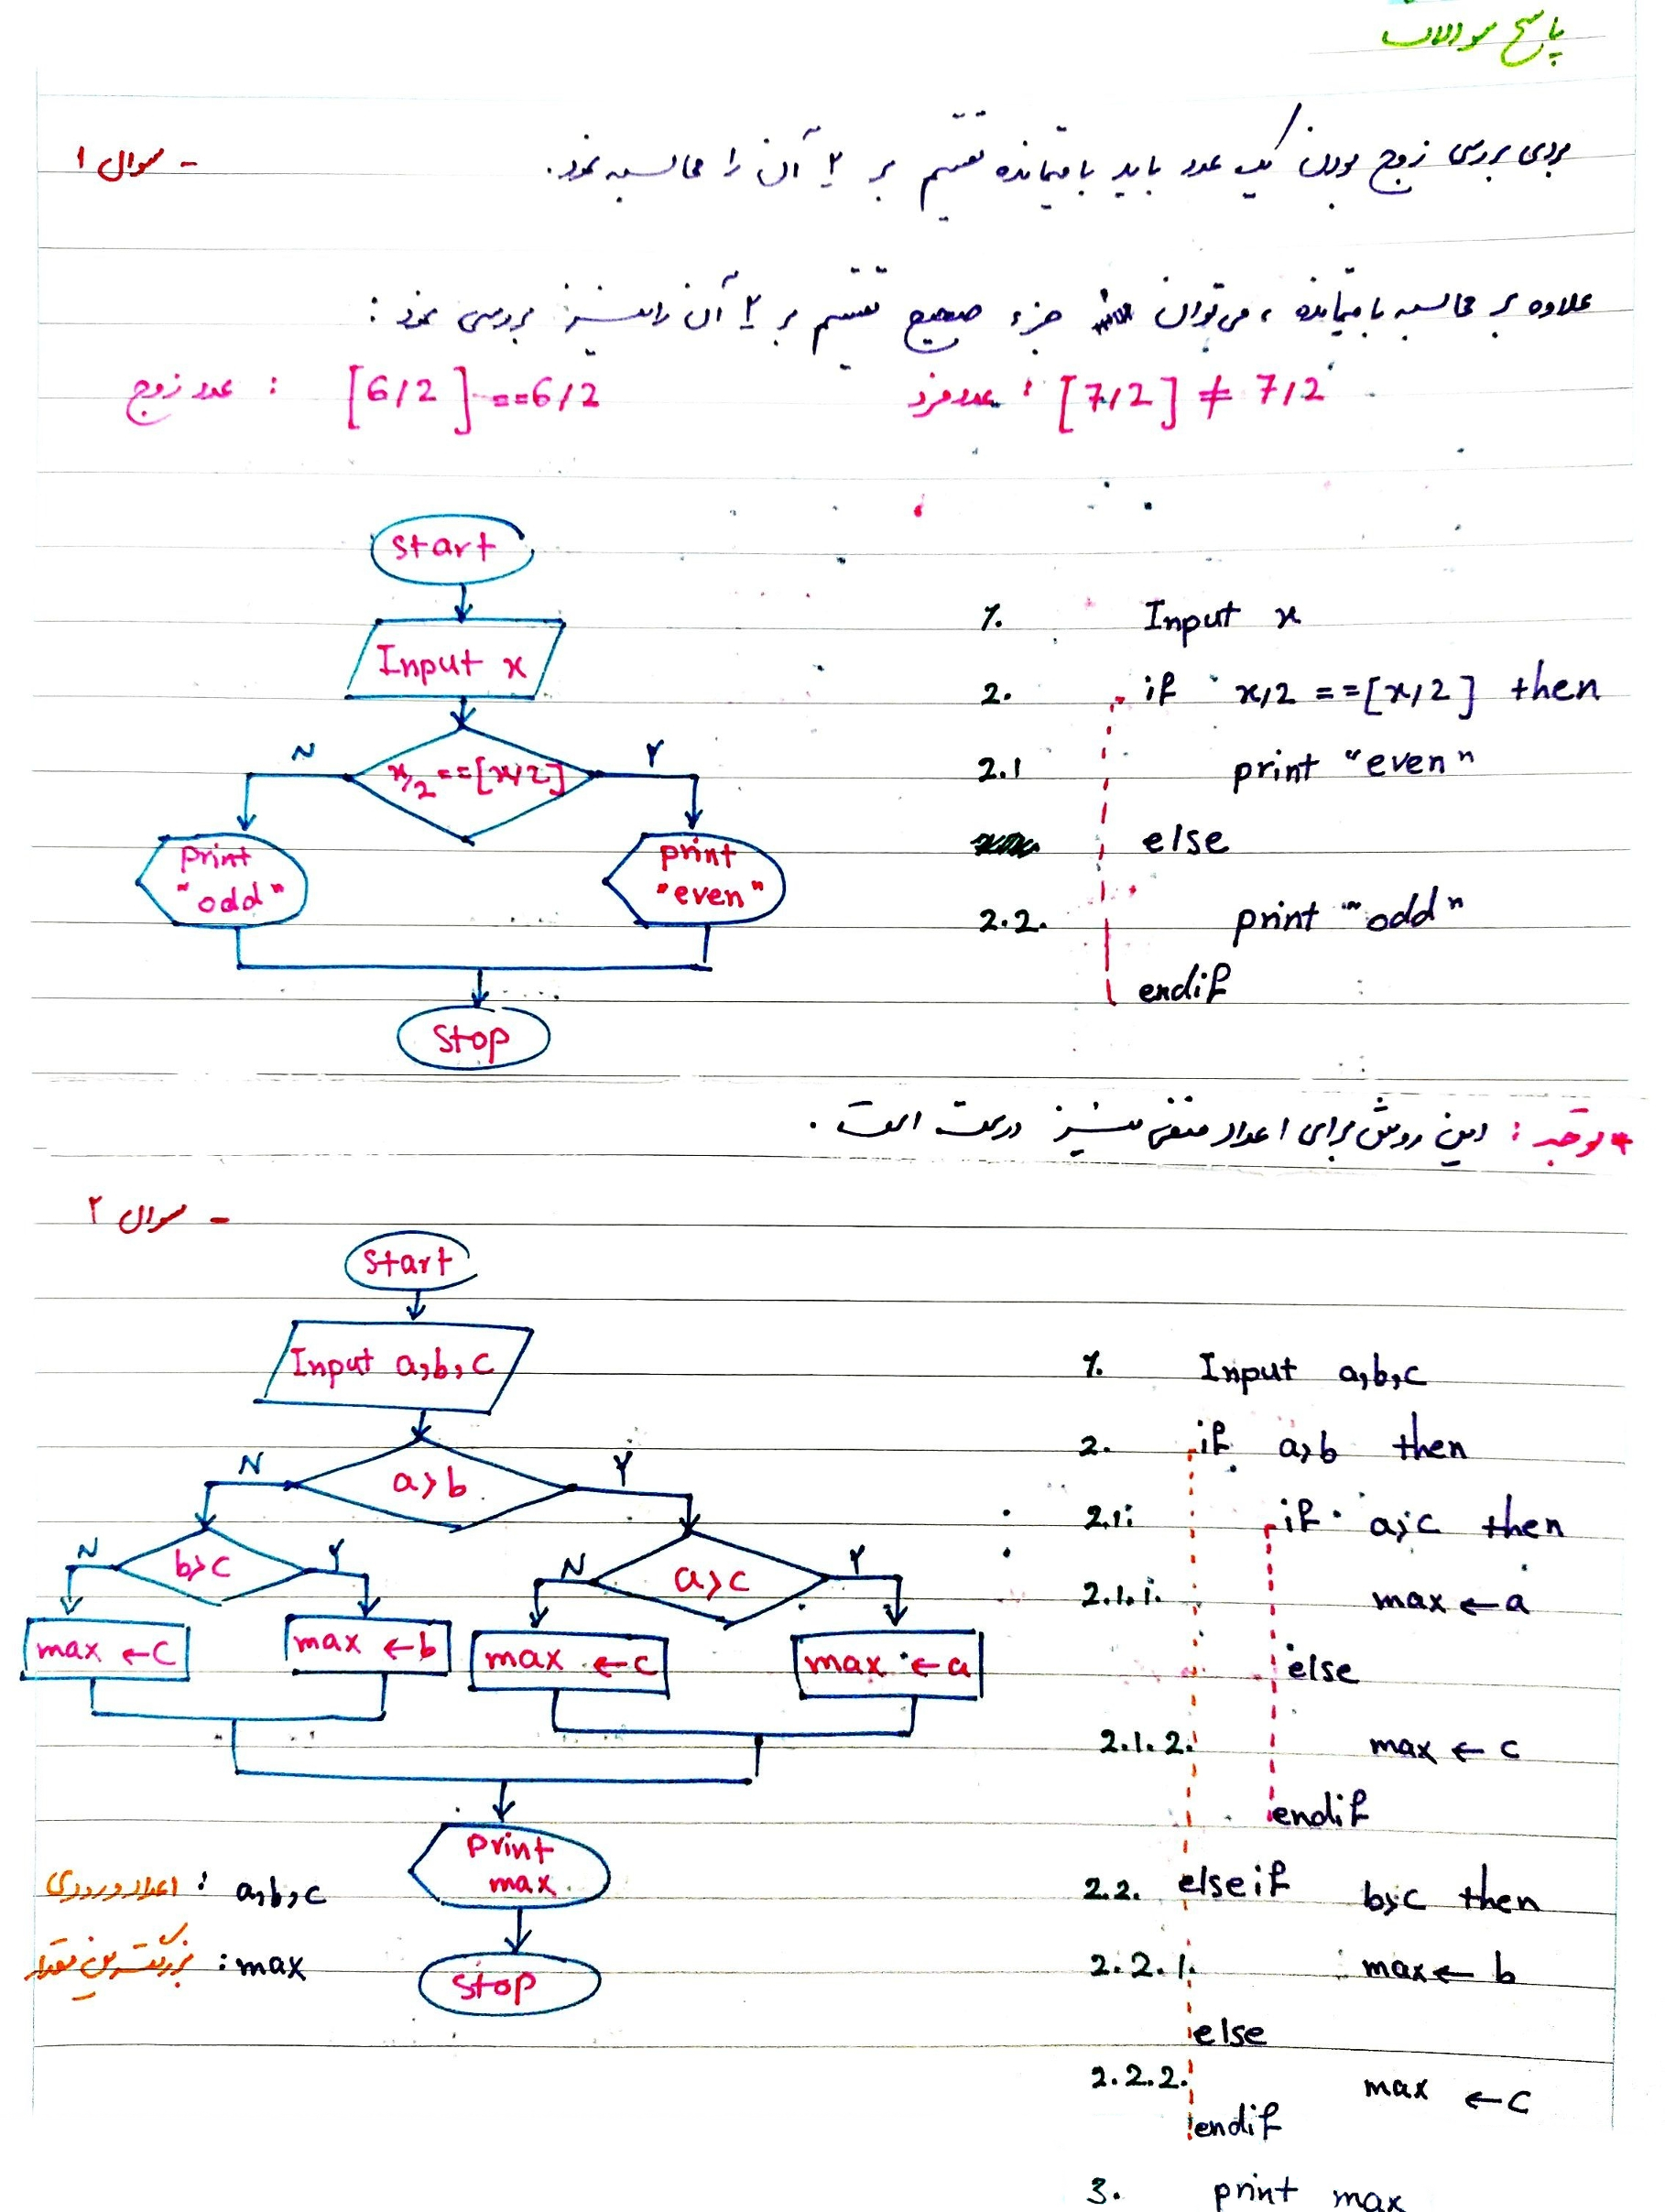 پاسخ سوالات
سوال ۱ -
برای بررسی زوج بودن یک عدد باید باقیمانده تقسیم بر ۲ آن را محاسبه نمود.
علاوه بر محاسبه باقیمانده ، می‌توان جزء صحیح تقسیم بر ۲ آن را نیز بررسی نمود :
عدد زوج : [6/2] == 6/2
عدد فرد : [7/2] ≠ 7/2
start
Input x
x/2 == [x/2]
N
Y
print "odd"
print "even"
stop
1. Input x
2. if x/2 == [x/2] then
2.1 print "even"
else
2.2. print "odd"
endif
* توجه : این روش برای اعداد منفی نیز درست است .
سوال ۲ -
start
Input a,b,c
a>b
N
Y
b>c
N
Y
a>c
N
Y
max ← c
max ← b
max ← c
max ← a
print max
stop
اعداد ورودی : a,b,c
بزرگترین مقدار : max
1. Input a,b,c
2. if a>b then
2.1. if a>c then
2.1.1. max ← a
else
2.1.2. max ← c
endif
2.2. elseif b>c then
2.2.1. max ← b
else
2.2.2. max ← c
endif
3. print max